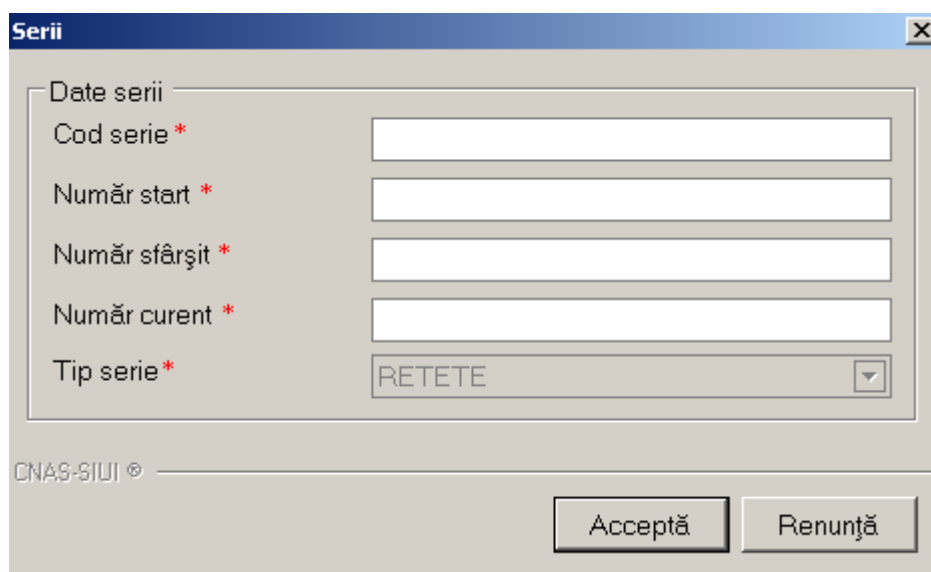 Serii
Date serii
Cod serie *
Număr start *
Număr sfârşit *
Număr curent *
Tip serie *
RETETE
CNAS-SIUI ®
Acceptă
Renunţă